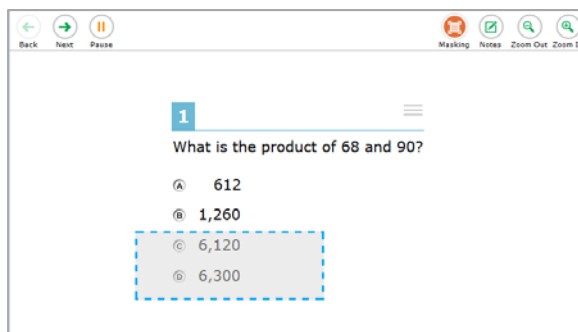 Back Next Pause Masking Notes Zoom Out Zoom I
1
What is the product of 68 and 90?
A 612
B 1,260
C 6,120
D 6,300